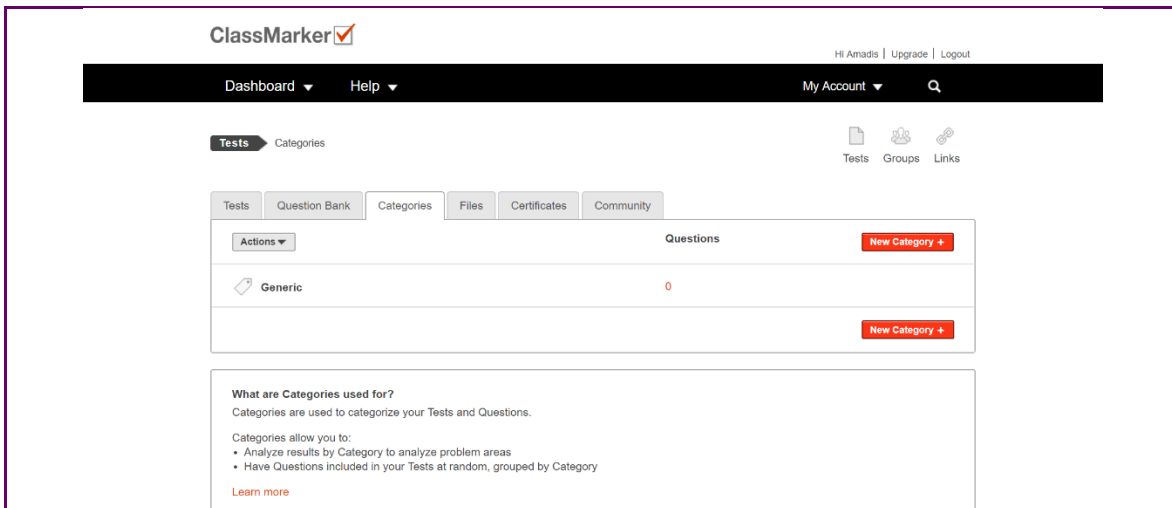 ClassMarker
Hi Amadis | Upgrade | Logout
Dashboard Help My Account
Tests Categories
Tests Groups Links
Tests Question Bank Categories Files Certificates Community
Actions Questions New Category +
Generic 0
New Category +
What are Categories used for?
Categories are used to categorize your Tests and Questions.
Categories allow you to:
• Analyze results by Category to analyze problem areas
• Have Questions included in your Tests at random, grouped by Category
Learn more